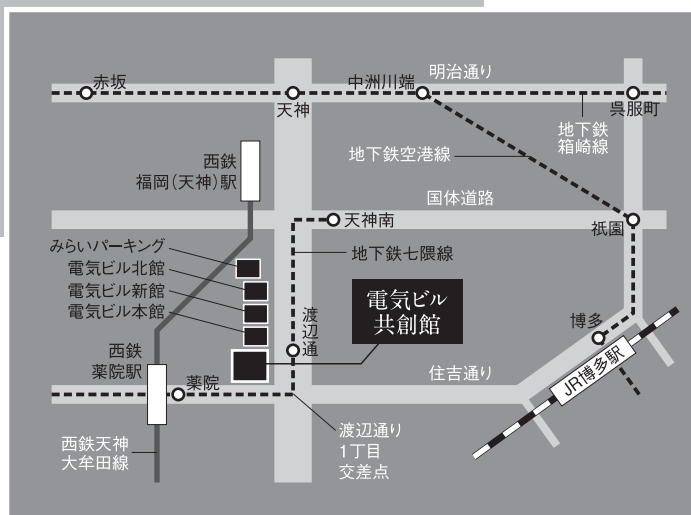 赤坂
天神
中洲川端
明治通り
呉服町
地下鉄
箱崎線
西鉄
福岡(天神)駅
地下鉄空港線
国体道路
天神南
祇園
みらいパーキング
電気ビル北館
電気ビル新館
電気ビル本館
地下鉄七隈線
渡辺通
電気ビル
共創館
博多
JR博多駅
西鉄
薬院駅
薬院
住吉通り
西鉄天神
大牟田線
渡辺通り
1丁目
交差点